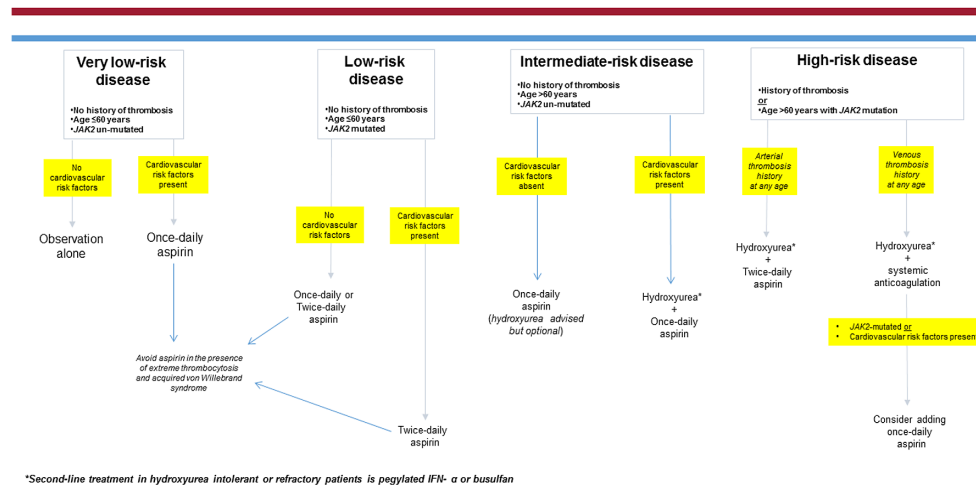 Very low-risk
disease
•No history of thrombosis
•Age ≤60 years
•JAK2 un-mutated
No
cardiovascular
risk factors
Cardiovascular
risk factors
present
Observation
alone
Once-daily
aspirin
Low-risk
disease
•No history of thrombosis
•Age ≤60 years
•JAK2 mutated
No
cardiovascular
risk factors
Cardiovascular
risk factors
present
Once-daily or
Twice-daily
aspirin
Twice-daily
aspirin
Avoid aspirin in the presence
of extreme thrombocytosis
and acquired von Willebrand
syndrome
Intermediate-risk disease
•No history of thrombosis
•Age >60 years
•JAK2 un-mutated
Cardiovascular
risk factors
absent
Cardiovascular
risk factors
present
Once-daily
aspirin
(hydroxyurea advised
but optional)
Hydroxyurea*
+
Once-daily
aspirin
High-risk disease
•History of thrombosis
or
•Age >60 years with JAK2 mutation
Arterial
thrombosis
history
at any age
Venous
thrombosis
history
at any age
Hydroxyurea*
+
Twice-daily
aspirin
Hydroxyurea*
+
systemic
anticoagulation
• JAK2-mutated or
• Cardiovascular risk factors present
Consider adding
once-daily
aspirin
*Second-line treatment in hydroxyurea intolerant or refractory patients is pegylated IFN- α or busulfan